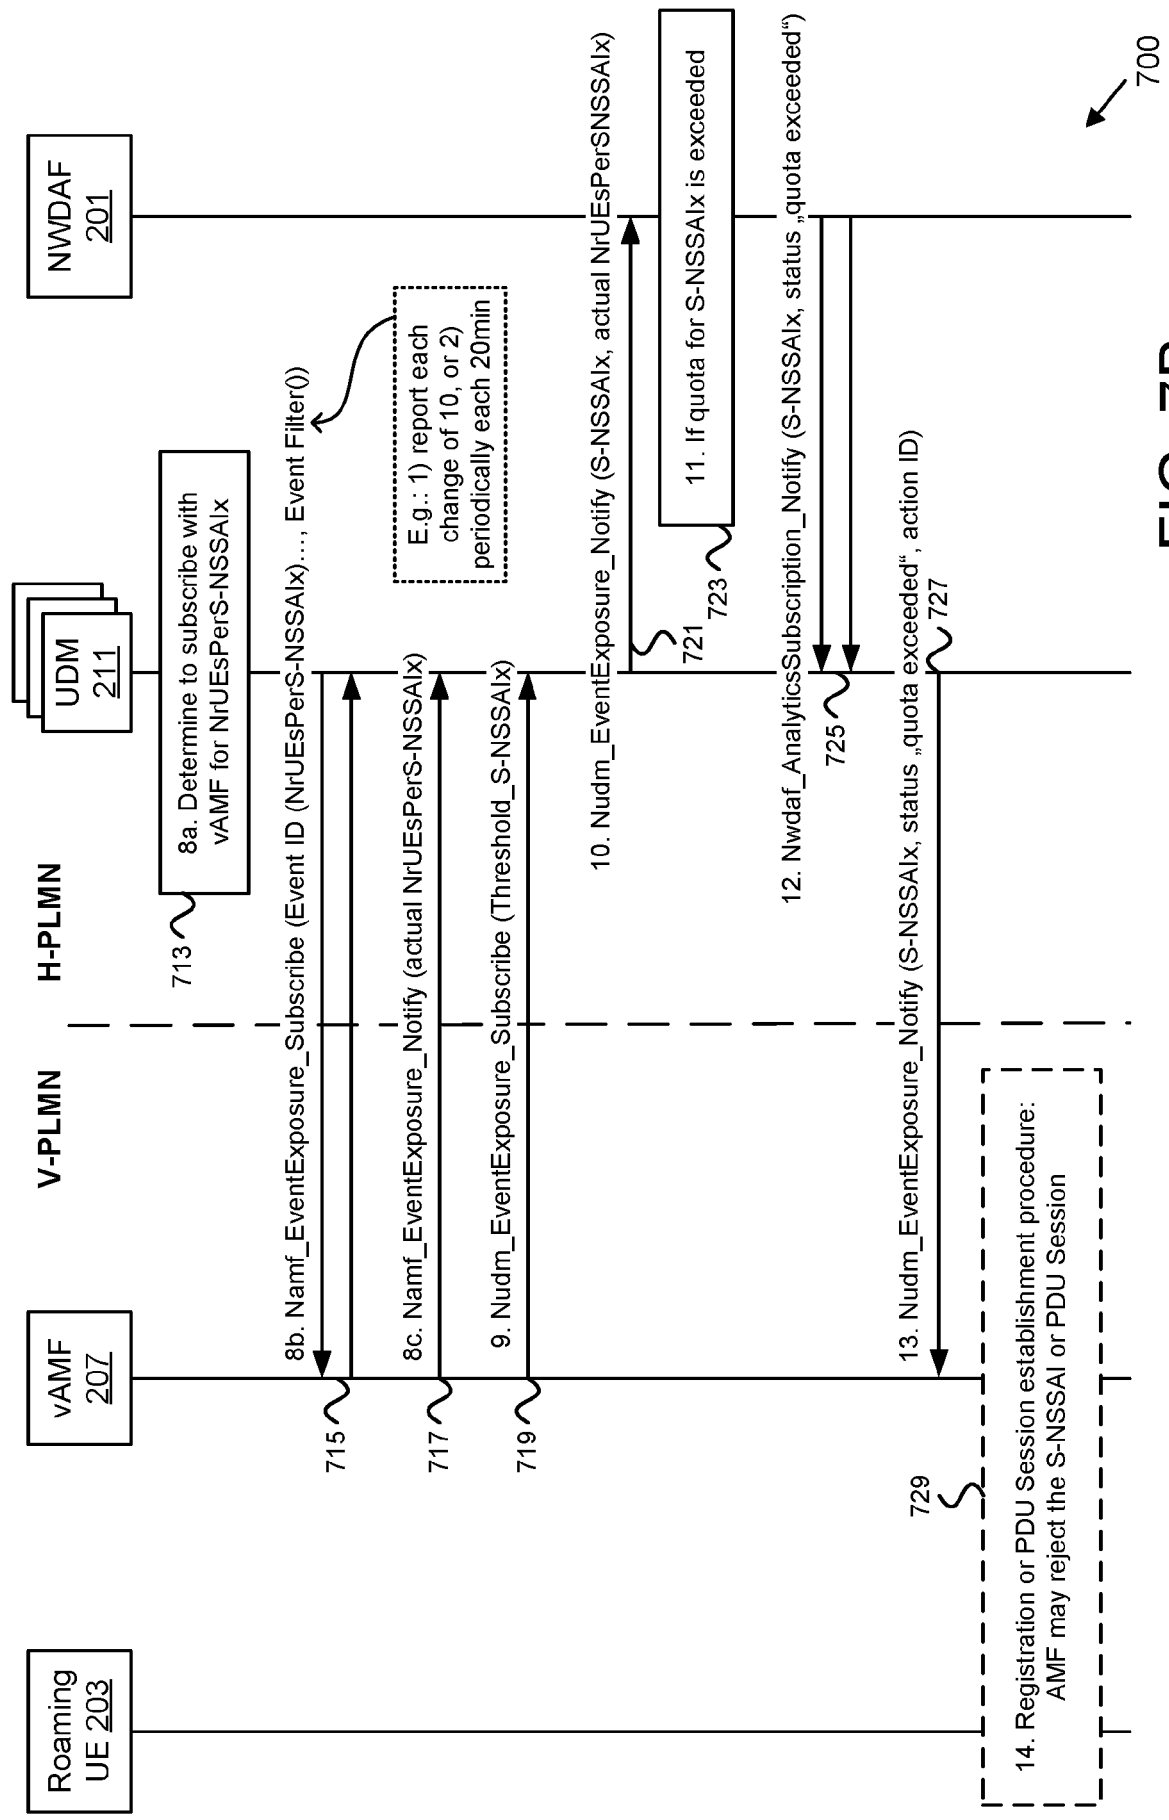 Roaming
UE 203
vAMF
207
UDM
211
NWDAF
201
V-PLMN
H-PLMN
8a. Determine to subscribe with
vAMF for NrUEsPerS-NSSAIx
713
8b. Namf_EventExposure_Subscribe (Event ID (NrUEsPerS-NSSAIx)…, Event Filter())
715
E.g.: 1) report each
change of 10, or 2)
periodically each 20min
8c. Namf_EventExposure_Notify (actual NrUEsPerS-NSSAIx)
717
9. Nudm_EventExposure_Subscribe (Threshold_S-NSSAIx)
719
10. Nudm_EventExposure_Notify (S-NSSAIx, actual NrUEsPerSNSSAIx)
721
11. If quota for S-NSSAIx is exceeded
723
12. Nwdaf_AnalyticsSubscription_Notify (S-NSSAIx, status „quota exceeded“)
725
13. Nudm_EventExposure_Notify (S-NSSAIx, status „quota exceeded“, action ID)
727
729
14. Registration or PDU Session establishment procedure:
AMF may reject the S-NSSAI or PDU Session
700